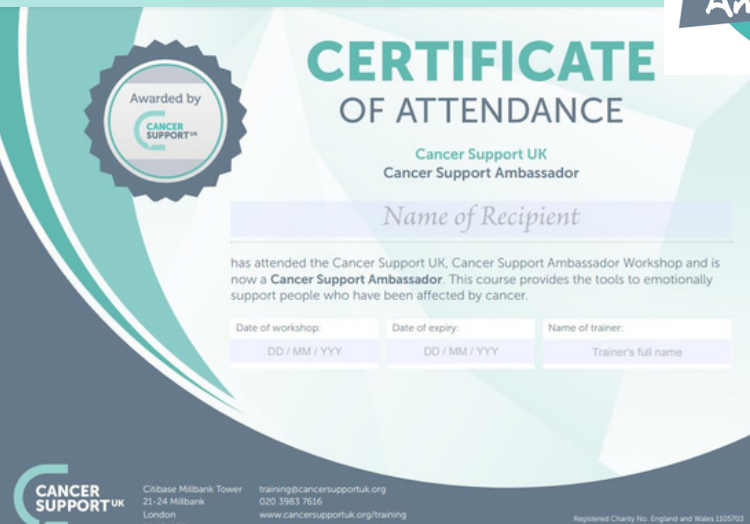 CERTIFICATE
OF ATTENDANCE
Awarded by
CANCER
SUPPORT UK
Cancer Support UK
Cancer Support Ambassador
Name of Recipient
has attended the Cancer Support UK, Cancer Support Ambassador Workshop and is
now a Cancer Support Ambassador. This course provides the tools to emotionally
support people who have been affected by cancer.
Date of workshop:
DD / MM / YYY
Date of expiry:
DD / MM / YYY
Name of trainer:
Trainer's full name
CANCER
SUPPORT UK
Citibase Millbank Tower
21-24 Millbank
London
training@cancersupportuk.org
020 3983 7616
www.cancersupportuk.org/training
Registered Charity No. England and Wales 1105703